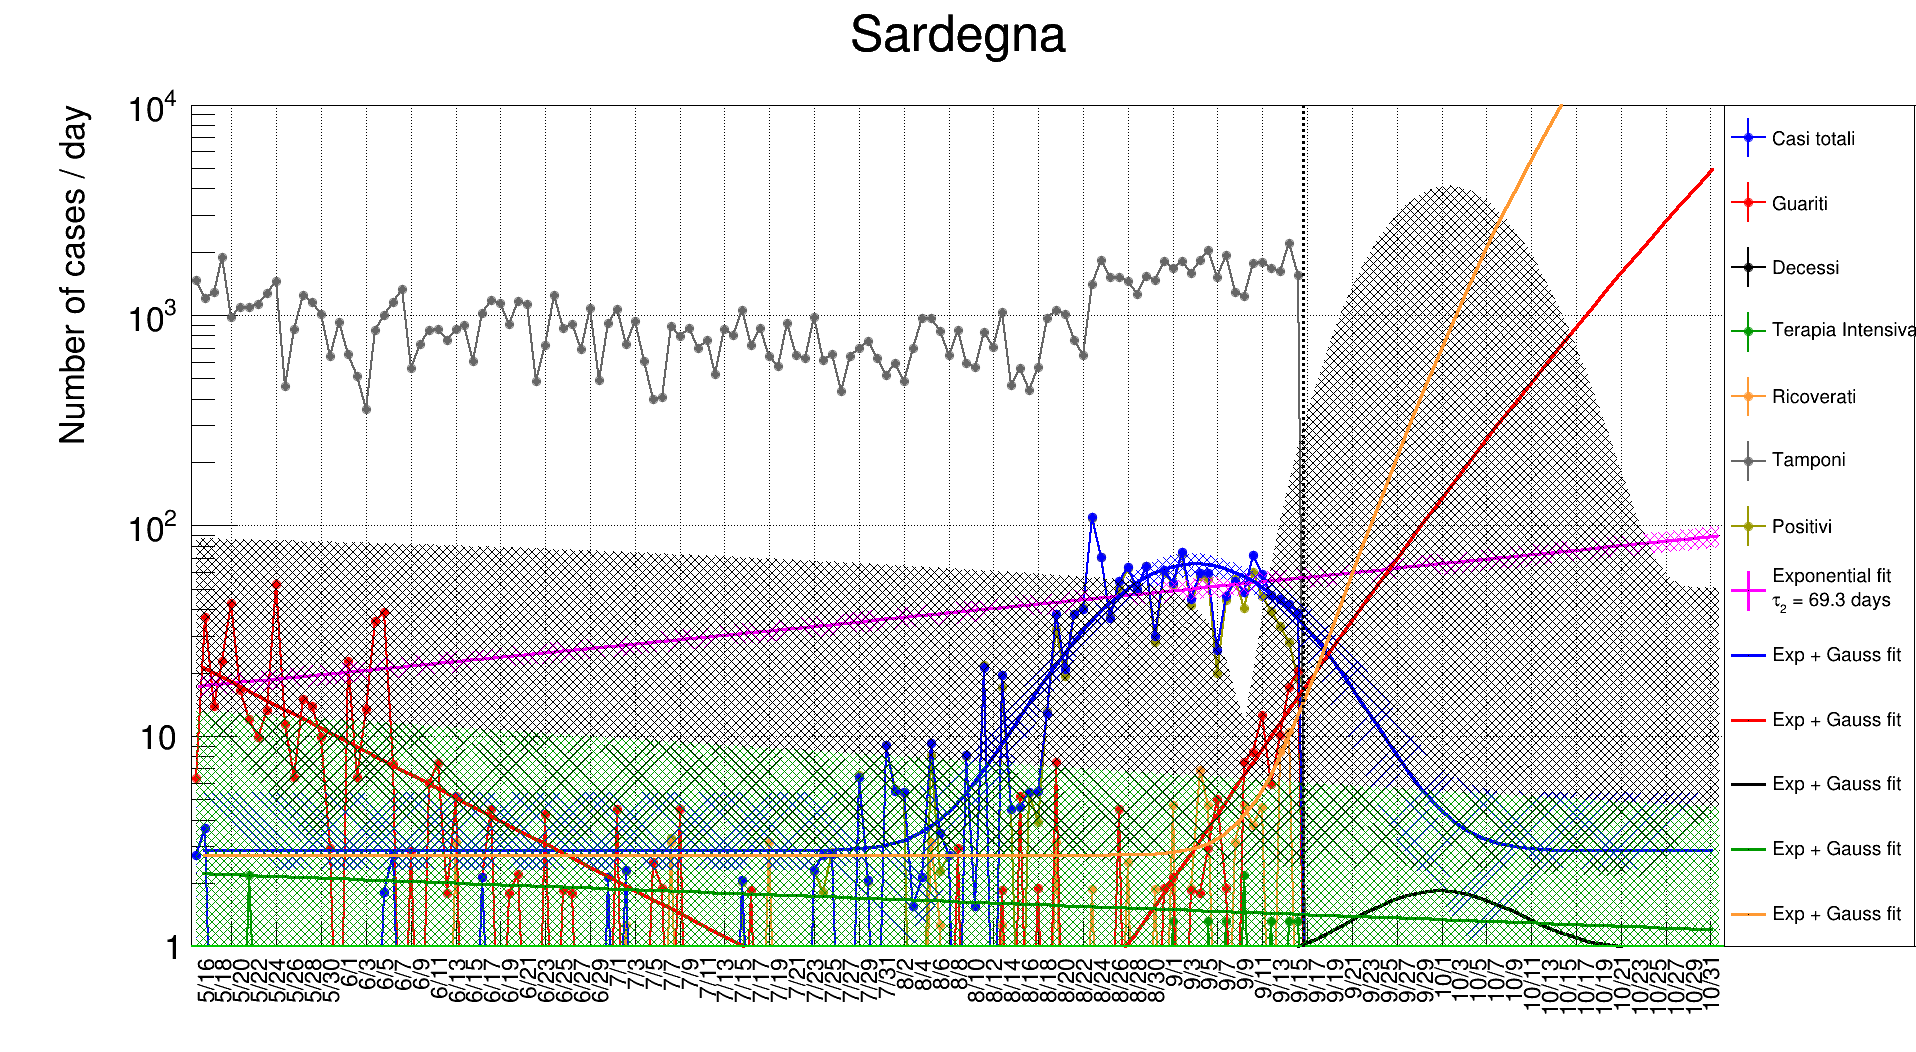 Sardegna
Number of cases / day
10^4
10^3
10^2
10
1
5/16 5/18 5/20 5/22 5/24 5/26 5/28 5/30 6/1 6/3 6/5 6/7 6/9 6/11 6/13 6/15 6/17 6/19 6/21 6/23 6/25 6/27 6/29 7/1 7/3 7/5 7/7 7/9 7/11 7/13 7/15 7/17 7/19 7/21 7/23 7/25 7/27 7/29 7/31 8/2 8/4 8/6 8/8 8/10 8/12 8/14 8/16 8/18 8/20 8/22 8/24 8/26 8/28 8/30 9/1 9/3 9/5 9/7 9/9 9/11 9/13 9/15 9/17 9/19 9/21 9/23 9/25 9/27 9/29 10/1 10/3 10/5 10/7 10/9 10/11 10/13 10/15 10/17 10/19 10/21 10/23 10/25 10/27 10/29 10/31
Casi totali
Guariti
Decessi
Terapia Intensiva
Ricoverati
Tamponi
Positivi
Exponential fit
τ₂ = 69.3 days
Exp + Gauss fit
Exp + Gauss fit
Exp + Gauss fit
Exp + Gauss fit
Exp + Gauss fit